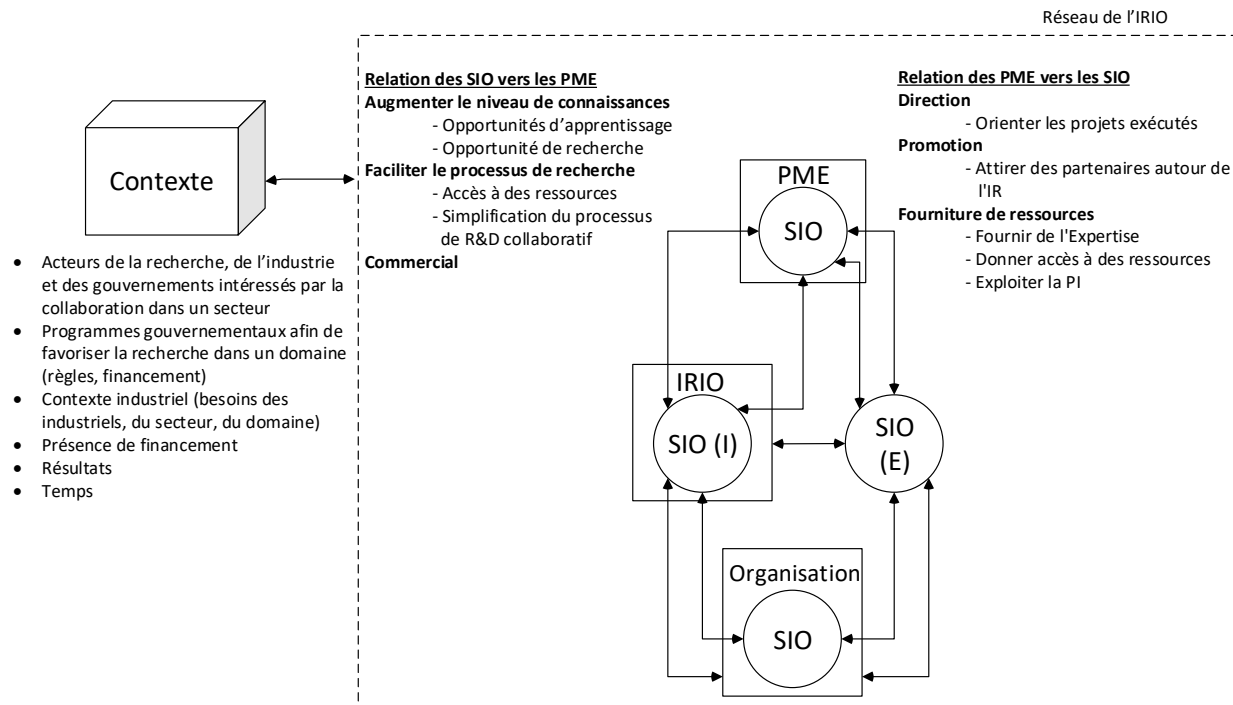 Réseau de l'IRIO
Contexte
• Acteurs de la recherche, de l'industrie
et des gouvernements intéressés par la
collaboration dans un secteur
• Programmes gouvernementaux afin de
favoriser la recherche dans un domaine
(règles, financement)
• Contexte industriel (besoins des
industriels, du secteur, du domaine)
• Présence de financement
• Résultats
• Temps
Relation des SIO vers les PME
Augmenter le niveau de connaissances
- Opportunités d'apprentissage
- Opportunité de recherche
Faciliter le processus de recherche
- Accès à des ressources
- Simplification du processus
de R&D collaboratif
Commercial
Relation des PME vers les SIO
Direction
- Orienter les projets exécutés
Promotion
- Attirer des partenaires autour de
l'IR
Fourniture de ressources
- Fournir de l'Expertise
- Donner accès à des ressources
- Exploiter la PI
PME
SIO
IRIO
SIO (I)
SIO
(E)
Organisation
SIO